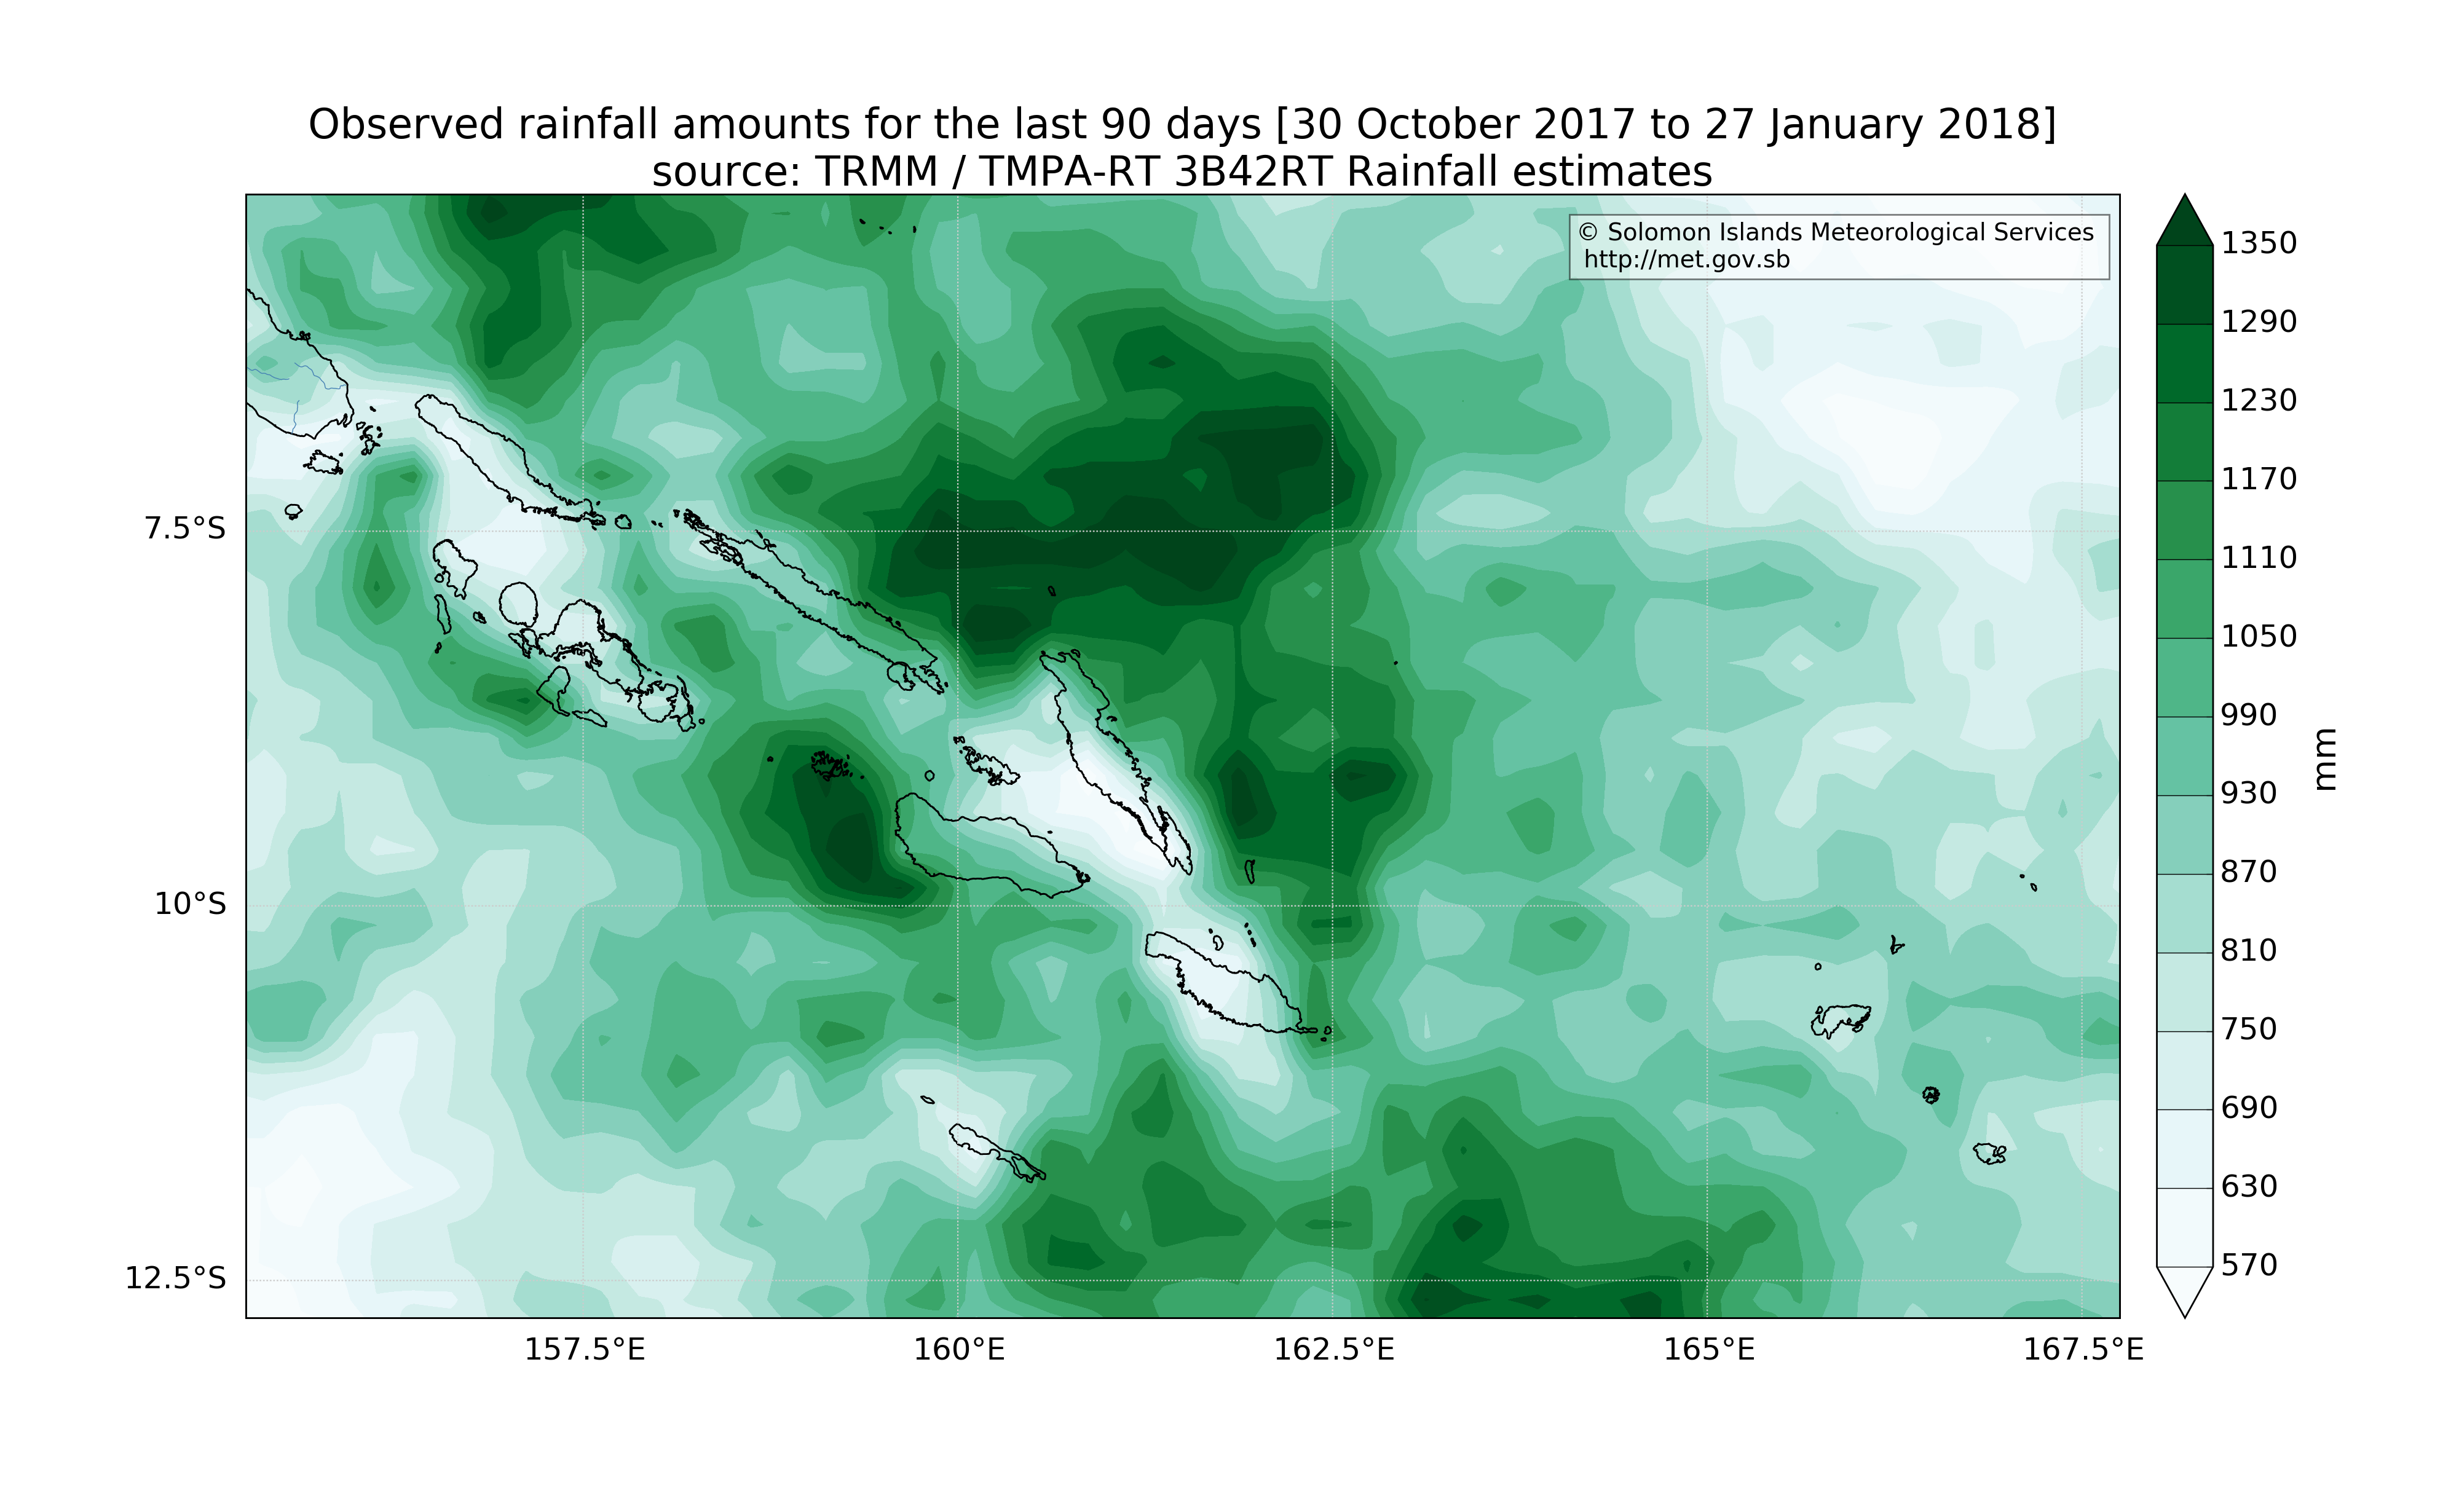 Observed rainfall amounts for the last 90 days [30 October 2017 to 27 January 2018]
source: TRMM / TMPA-RT 3B42RT Rainfall estimates
© Solomon Islands Meteorological Services
http://met.gov.sb
7.5°S
10°S
12.5°S
157.5°E
160°E
162.5°E
165°E
167.5°E
1350
1290
1230
1170
1110
1050
990
930
870
810
750
690
630
570
mm